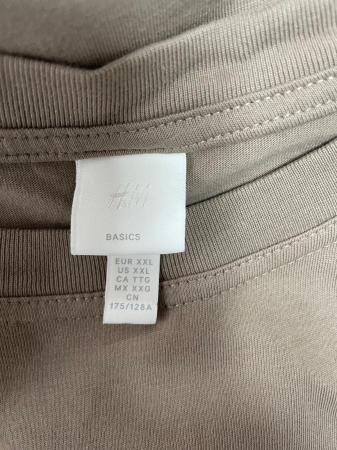 H&M
BASICS
EUR XXL
US XXL
CA TTG
MX XXG
CN
175/128A